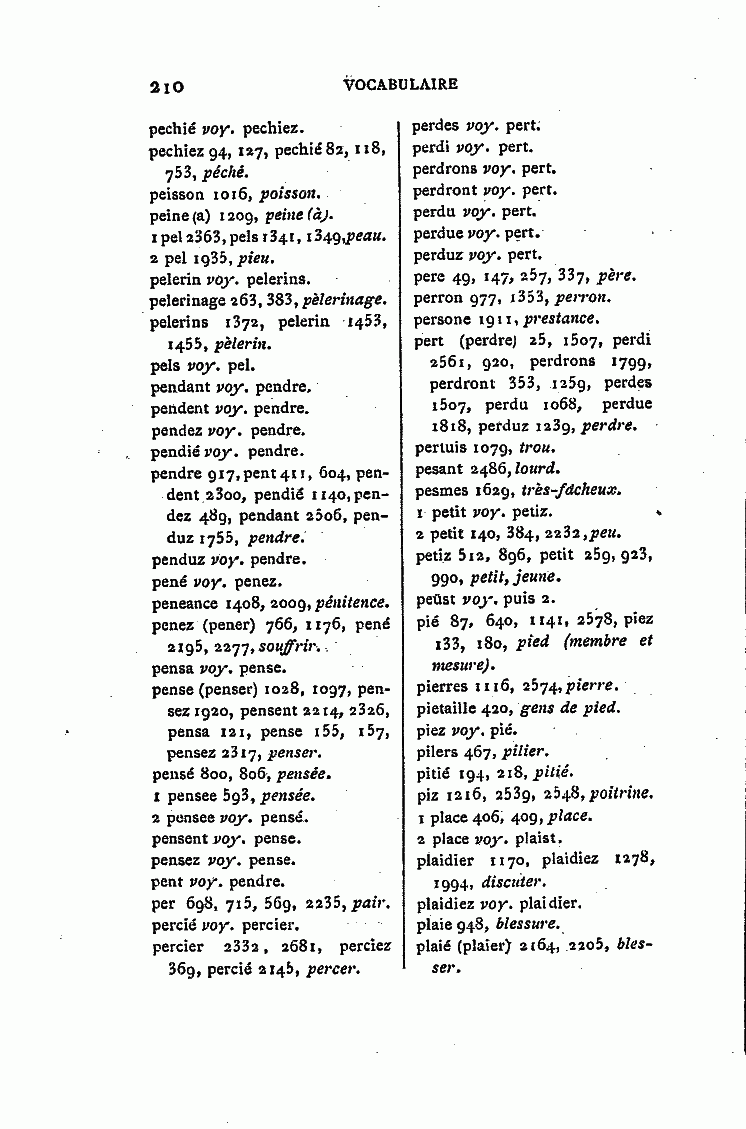 210 VOCABULAIRE
pechié voy. pechiez.
pechiez 94, 127, pechié 82, 118,
753, péché.
peisson 1016, poisson.
peine (a) 1209, peine (à).
1 pel 2363, pels 1341, 1349, peau.
2 pel 1935, pieu.
pelerin voy. pelerins.
pelerinage 263, 383, pèlerinage.
pelerins 1372, pelerin 1453,
1455, pèlerin.
pels voy. pel.
pendant voy. pendre.
pendent voy. pendre.
pendez voy. pendre.
pendié voy. pendre.
pendre 917, pent 411, 604, pen-
dent 2300, pendié 1140, pen-
dez 489, pendant 2506, pen-
duz 1755, pendre.
penduz voy. pendre.
pené voy. penez.
peneance 1408, 2009, pénitence.
penez (pener) 766, 1176, pené
2195, 2277, souffrir.
pensa voy. pense.
pense (penser) 1028, 1097, pen-
sez 1920, pensent 2214, 2326,
pensa 121, pense 155, 157,
pensez 2317, penser.
pensé 800, 806, pensée.
1 pensee 593, pensée.
2 pensee voy. pensé.
pensent voy. pense.
pensez voy. pense.
pent voy. pendre.
per 698, 715, 569, 2235, pair.
percié voy. percier.
percier 2332, 2681, perciez
369, percié 2145, percer.
perdes voy. pert.
perdi voy. pert.
perdrons voy. pert.
perdront voy. pert.
perdu voy. pert.
perdue voy. pert.
perduz voy. pert.
pere 49, 147, 257, 337, père.
perron 977, 1353, perron.
persone 1911, prestance.
pert (perdre) 25, 1507, perdi
2561, 920, perdrons 1799,
perdront 353, 1259, perdes
1507, perdu 1068, perdue
1818, perduz 1239, perdre.
pertuis 1079, trou.
pesant 2486, lourd.
pesmes 1629, très-fâcheux.
1 petit voy. petiz.
2 petit 140, 384, 2232, peu.
petiz 512, 896, petit 259, 923,
990, petit, jeune.
peüst voy. puis 2.
pié 87, 640, 1141, 2578, piez
133, 180, pied (membre et
mesure).
pierres 1116, 2574, pierre.
pietaille 420, gens de pied.
piez voy. pié.
pilers 467, pilier.
pitié 194, 218, pitié.
piz 1216, 2539, 2548, poitrine.
1 place 406, 409, place.
2 place voy. plaist.
plaidier 1170, plaidiez 1278,
1994, discuter.
plaidiez voy. plaidier.
plaie 948, blessure.
plaié (plaier) 2164, 2205, bles-
ser.